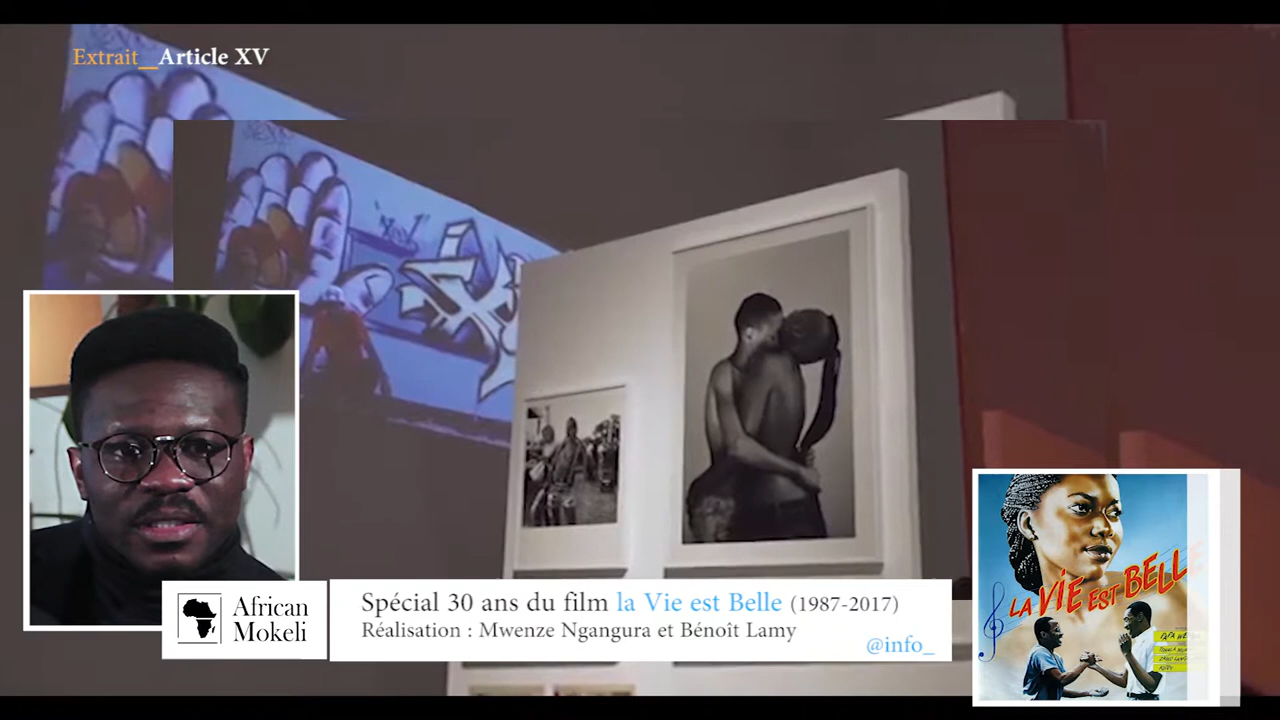 Extrait_Article XV
African
Mokeli
Spécial 30 ans du film la Vie est Belle (1987-2017)
Réalisation : Mwenze Ngangura et Bénoît Lamy
@info_
LA VIE EST BELLE